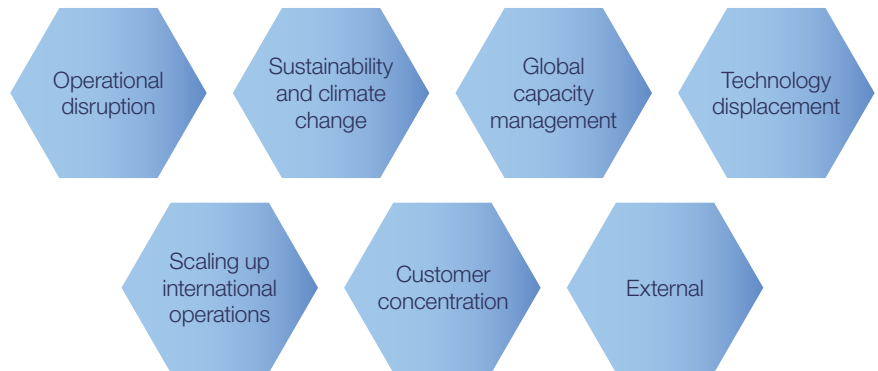 Operational
disruption
Sustainability
and climate
change
Global
capacity
management
Technology
displacement
Scaling up
international
operations
Customer
concentration
External